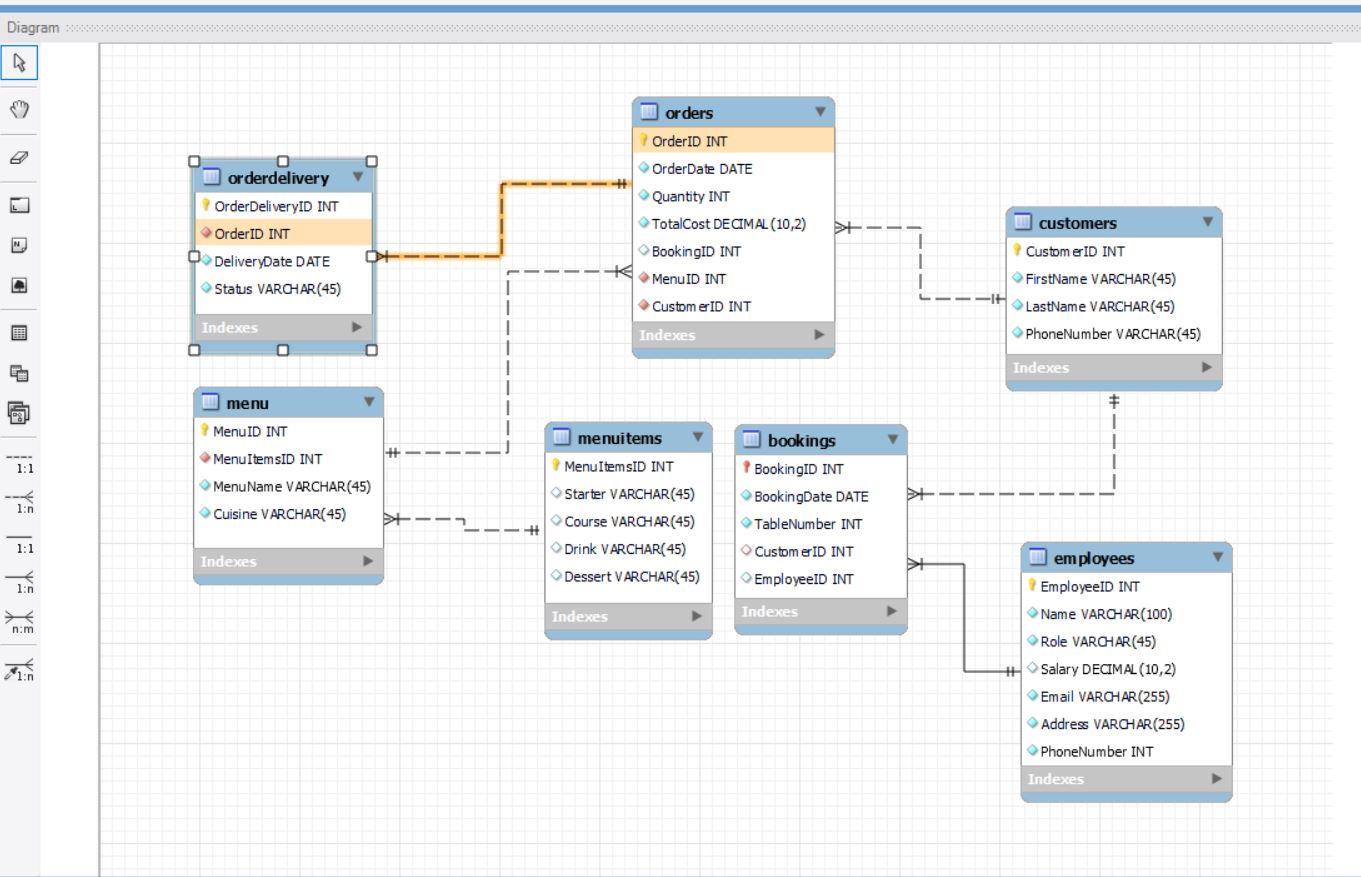 Diagram
orderdelivery
OrderDeliveryID INT
OrderID INT
DeliveryDate DATE
Status VARCHAR(45)
Indexes
orders
OrderID INT
OrderDate DATE
Quantity INT
TotalCost DECIMAL(10,2)
BookingID INT
MenuID INT
CustomerID INT
Indexes
customers
CustomerID INT
FirstName VARCHAR(45)
LastName VARCHAR(45)
PhoneNumber VARCHAR(45)
Indexes
menu
MenuID INT
MenuItemsID INT
MenuName VARCHAR(45)
Cuisine VARCHAR(45)
Indexes
menuitems
MenuItemsID INT
Starter VARCHAR(45)
Course VARCHAR(45)
Drink VARCHAR(45)
Dessert VARCHAR(45)
Indexes
bookings
BookingID INT
BookingDate DATE
TableNumber INT
CustomerID INT
EmployeeID INT
Indexes
employees
EmployeeID INT
Name VARCHAR(100)
Role VARCHAR(45)
Salary DECIMAL(10,2)
Email VARCHAR(255)
Address VARCHAR(255)
PhoneNumber INT
Indexes
1:1
1:n
1:1
1:n
n:m
1:n